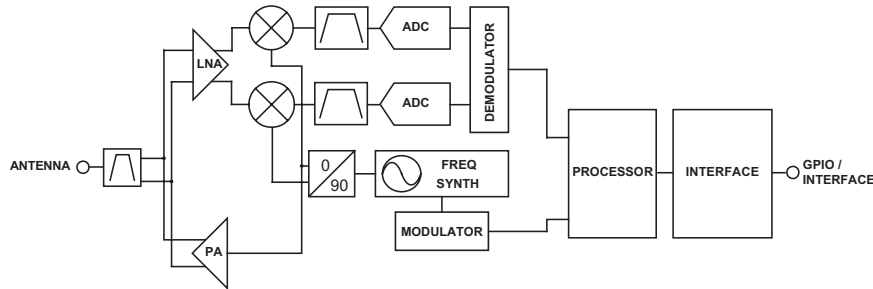 LNA
ADC
ADC
DEMODULATOR
ANTENNA
0
90
FREQ
SYNTH
MODULATOR
PA
PROCESSOR
INTERFACE
GPIO /
INTERFACE